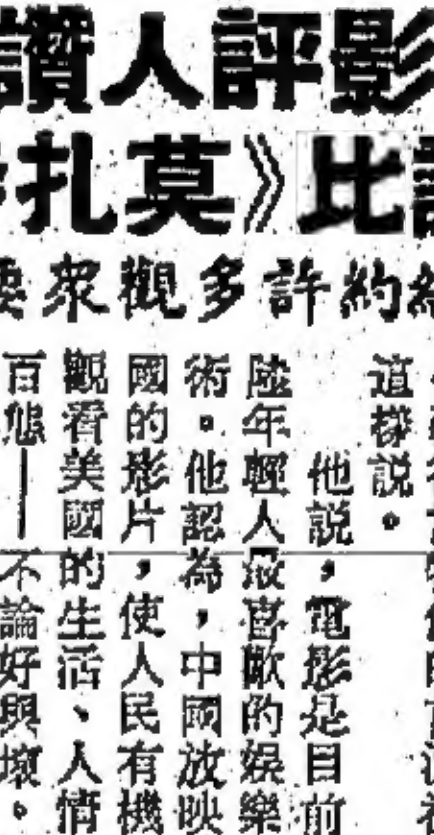 影評人讚
比《莫扎
約許多觀眾要
這樣說。
他說，電影是目前
陸年輕人最喜歡的娛樂
術。他認為，中國放映
國的影片，使人民有機
觀看美國的生活、人情
百態——不論好與壞。